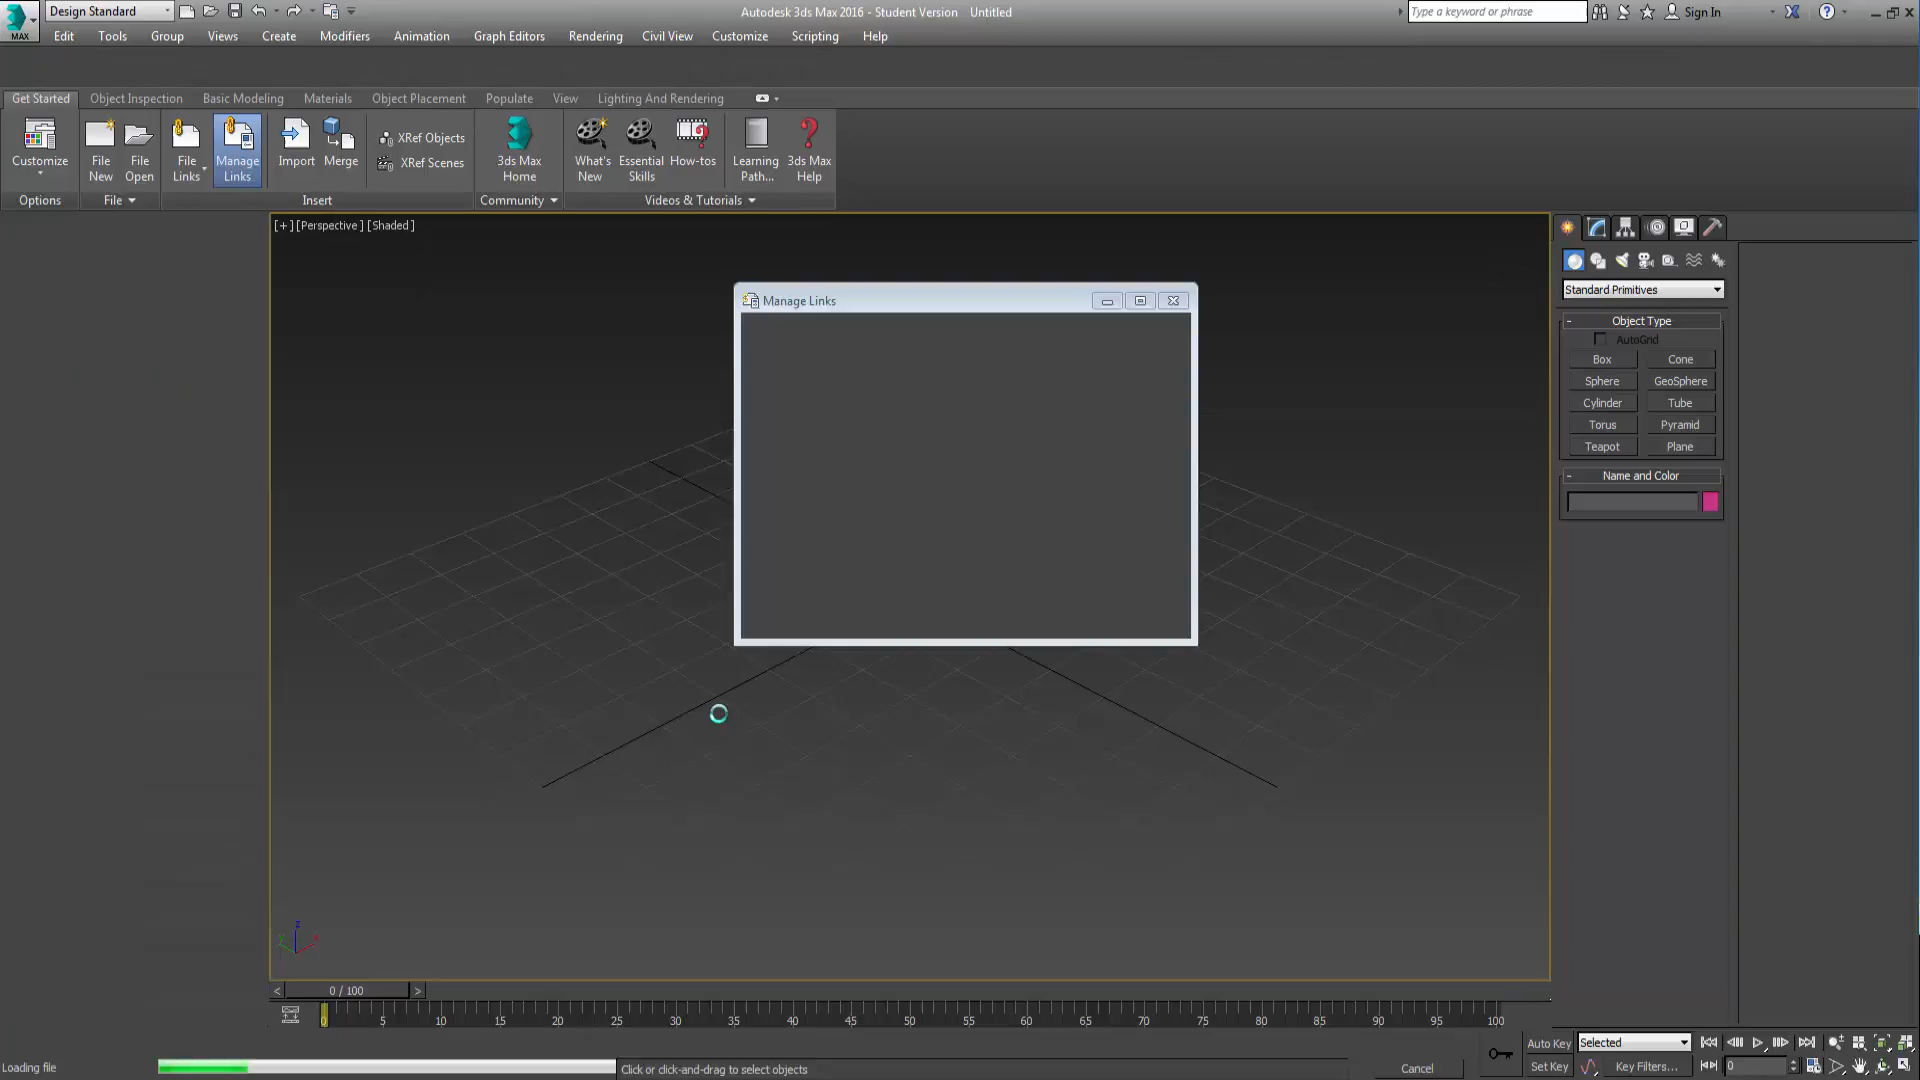 Design Standard
Autodesk 3ds Max 2016 - Student Version Untitled
Type a keyword or phrase
Sign In
MAX
Edit Tools Group Views Create Modifiers Animation Graph Editors Rendering Civil View Customize Scripting Help
Get Started Object Inspection Basic Modeling Materials Object Placement Populate View Lighting And Rendering
Customize
File New
File Open
File Links
Manage Links
Import
Merge
XRef Objects
XRef Scenes
3ds Max Home
What's New
Essential Skills
How-tos
Learning Path...
3ds Max Help
Options File Insert Community Videos & Tutorials
[+] [Perspective] [Shaded]
Manage Links
Standard Primitives
- Object Type
AutoGrid
Box Cone
Sphere GeoSphere
Cylinder Tube
Torus Pyramid
Teapot Plane
- Name and Color
z
y x
< 0 / 100 >
0 5 10 15 20 25 30 35 40 45 50 55 60 65 70 75 80 85 90 95 100
Auto Key Selected
Loading file
Click or click-and-drag to select objects
Cancel
Set Key Key Filters... 0